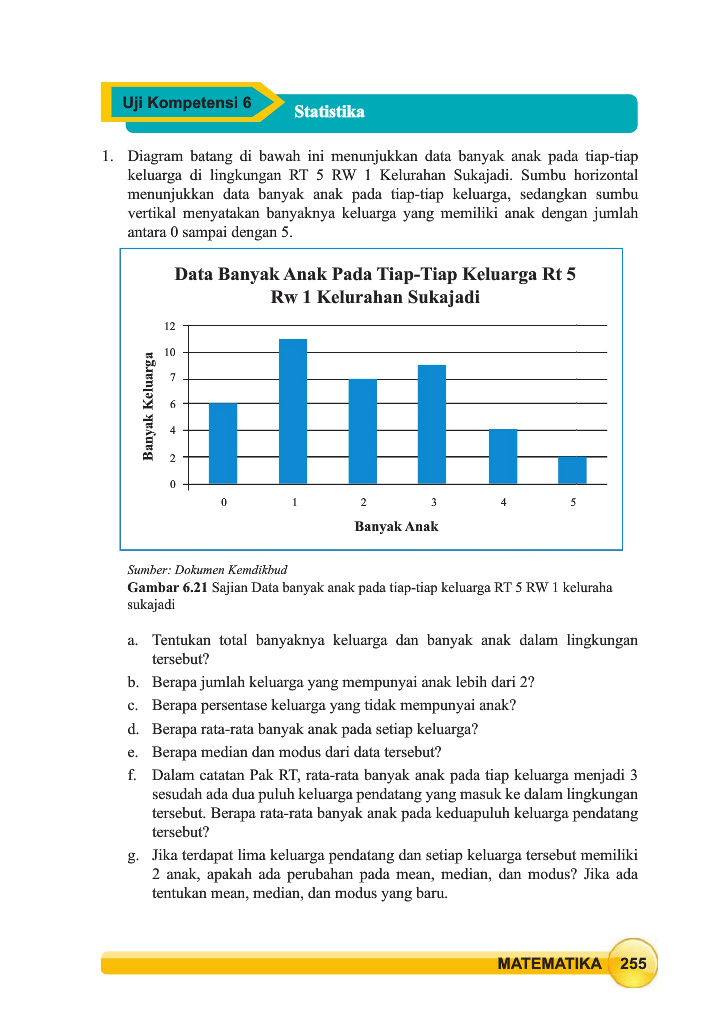 Uji Kompetensi 6
Statistika
1. Diagram batang di bawah ini menunjukkan data banyak anak pada tiap-tiap
keluarga di lingkungan RT 5 RW 1 Kelurahan Sukajadi. Sumbu horizontal
menunjukkan data banyak anak pada tiap-tiap keluarga, sedangkan sumbu
vertikal menyatakan banyaknya keluarga yang memiliki anak dengan jumlah
antara 0 sampai dengan 5.
Data Banyak Anak Pada Tiap-Tiap Keluarga Rt 5
Rw 1 Kelurahan Sukajadi
Banyak Keluarga
12
10
7
6
4
2
0
0 1 2 3 4 5
Banyak Anak
Sumber: Dokumen Kemdikbud
Gambar 6.21 Sajian Data banyak anak pada tiap-tiap keluarga RT 5 RW 1 keluraha
sukajadi
a. Tentukan total banyaknya keluarga dan banyak anak dalam lingkungan
tersebut?
b. Berapa jumlah keluarga yang mempunyai anak lebih dari 2?
c. Berapa persentase keluarga yang tidak mempunyai anak?
d. Berapa rata-rata banyak anak pada setiap keluarga?
e. Berapa median dan modus dari data tersebut?
f. Dalam catatan Pak RT, rata-rata banyak anak pada tiap keluarga menjadi 3
sesudah ada dua puluh keluarga pendatang yang masuk ke dalam lingkungan
tersebut. Berapa rata-rata banyak anak pada keduapuluh keluarga pendatang
tersebut?
g. Jika terdapat lima keluarga pendatang dan setiap keluarga tersebut memiliki
2 anak, apakah ada perubahan pada mean, median, dan modus? Jika ada
tentukan mean, median, dan modus yang baru.
MATEMATIKA 255